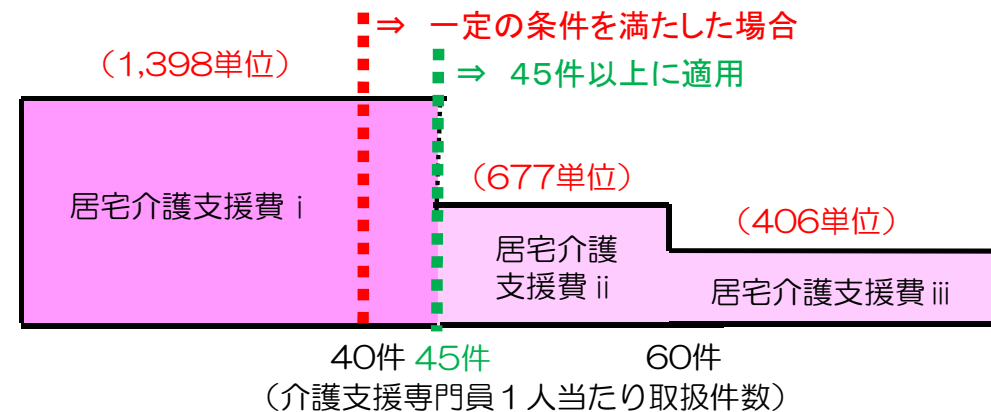 ⇒ 一定の条件を満たした場合
（1,398単位）
⇒ 45件以上に適用
（677単位）
居宅介護支援費ⅰ
（406単位）
居宅介護
支援費ⅱ
居宅介護支援費ⅲ
40件 45件 60件
（介護支援専門員１人当たり取扱件数）